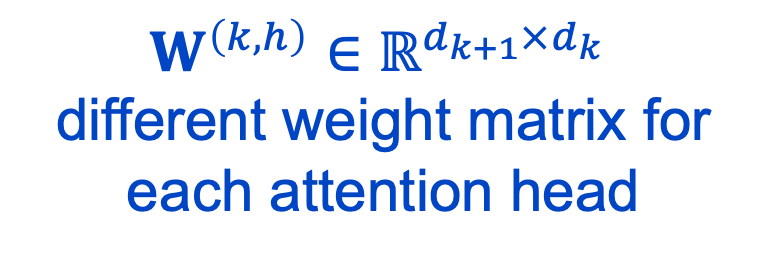 𝐖⁽ᵏ,ʰ⁾ ∈ ℝ^{d_{k+1}×d_k}
different weight matrix for
each attention head